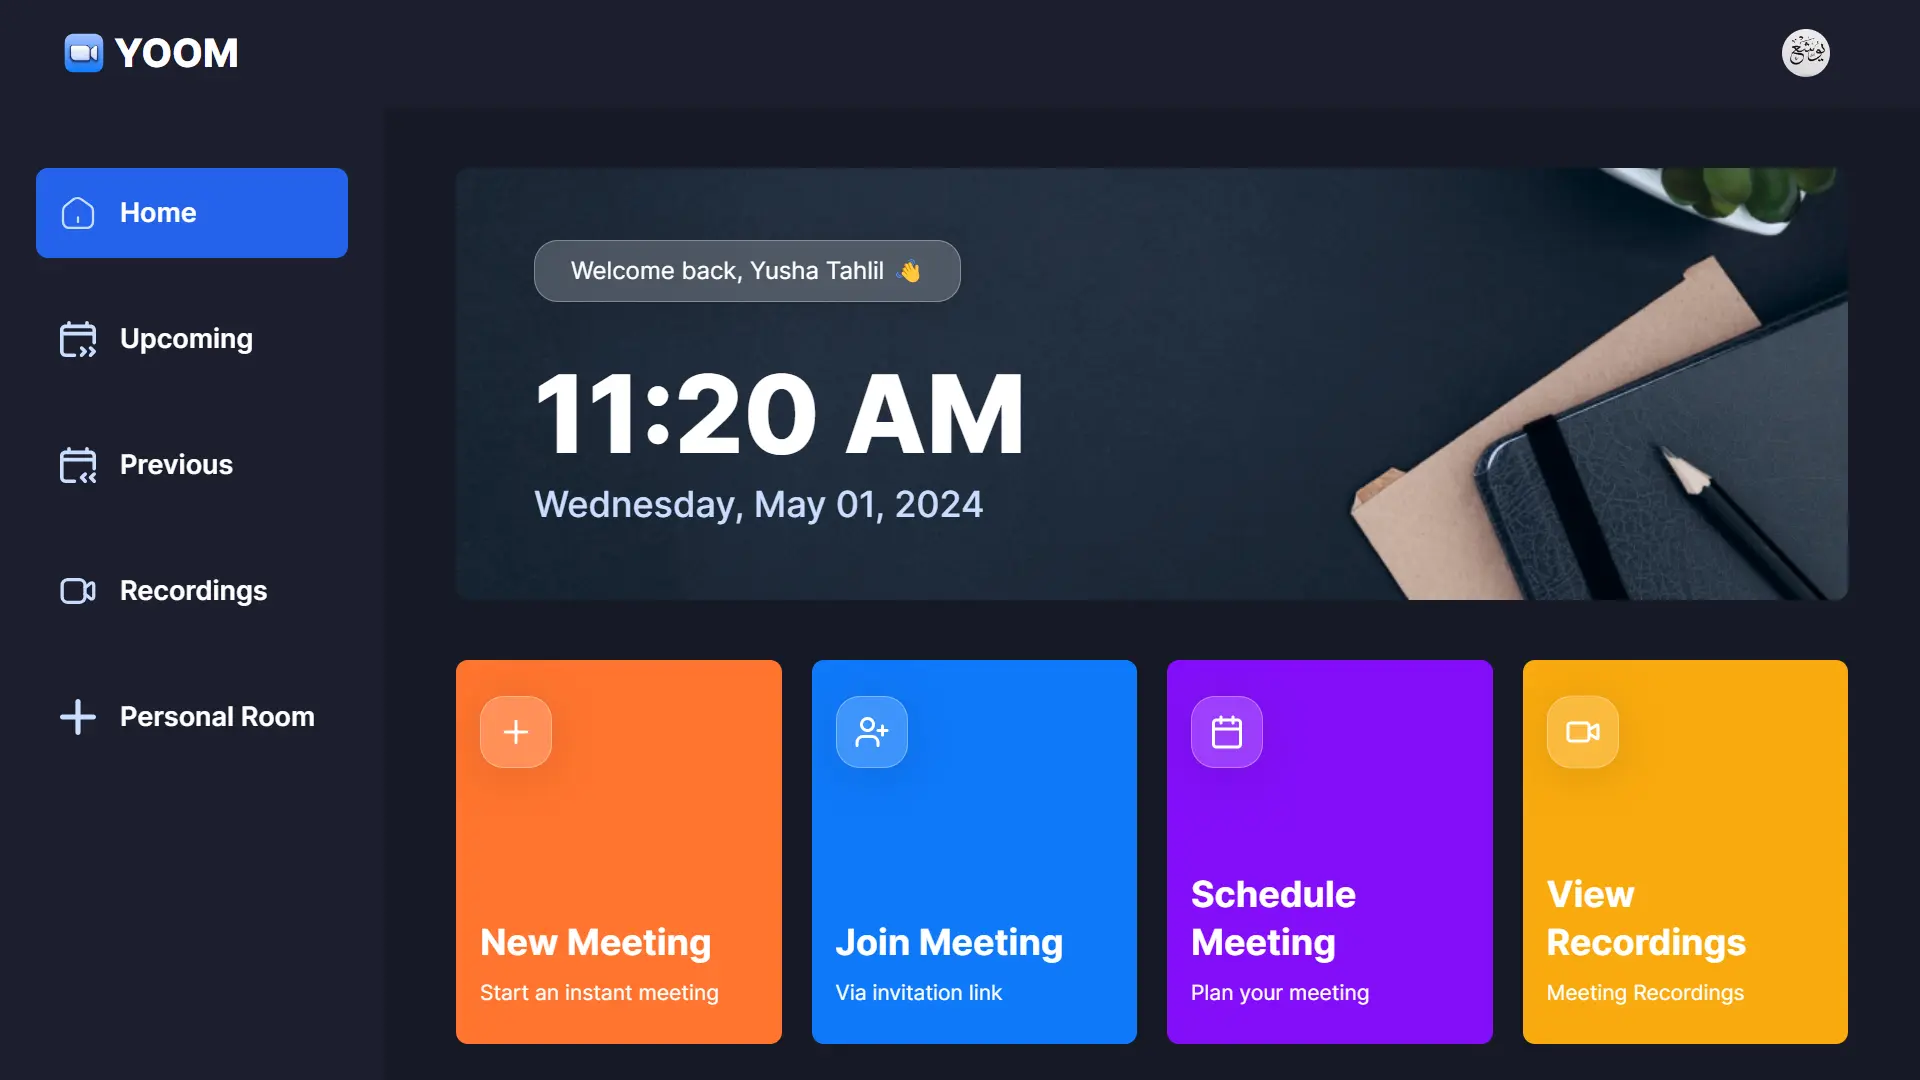 YOOM
يوشع
Home
Upcoming
Previous
Recordings
Personal Room
Welcome back, Yusha Tahlil 👋
11:20 AM
Wednesday, May 01, 2024
New Meeting
Start an instant meeting
Join Meeting
Via invitation link
Schedule
Meeting
Plan your meeting
View
Recordings
Meeting Recordings